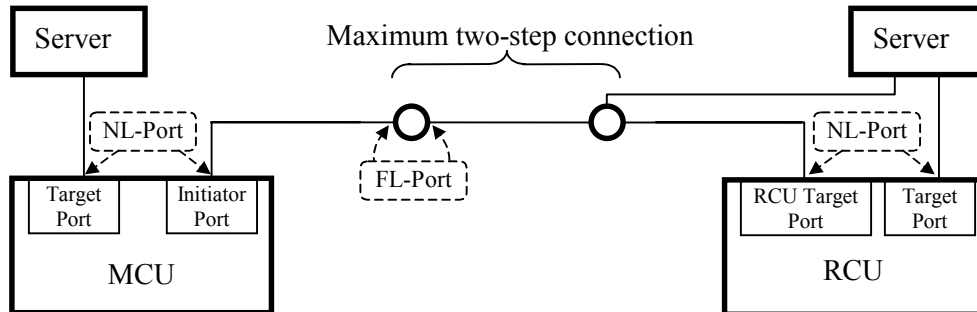 Server
Maximum two-step connection
Server
NL-Port
FL-Port
NL-Port
Target
Port
Initiator
Port
RCU Target
Port
Target
Port
MCU
RCU